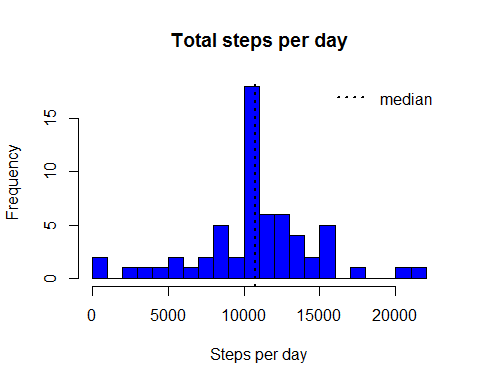 Total steps per day
median
Frequency
15
10
5
0
0 5000 10000 15000 20000
Steps per day